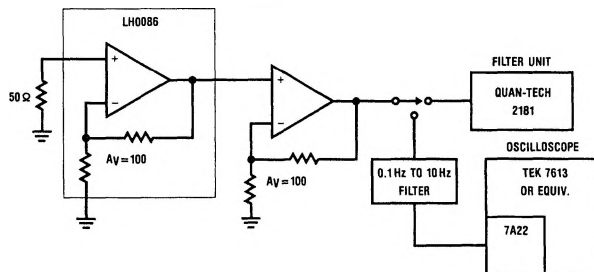 LH0086
50 Ω
+
−
AV = 100
+
−
AV = 100
FILTER UNIT
QUAN-TECH
2181
0.1 Hz TO 10 Hz
FILTER
OSCILLOSCOPE
TEK 7613
OR EQUIV.
7A22